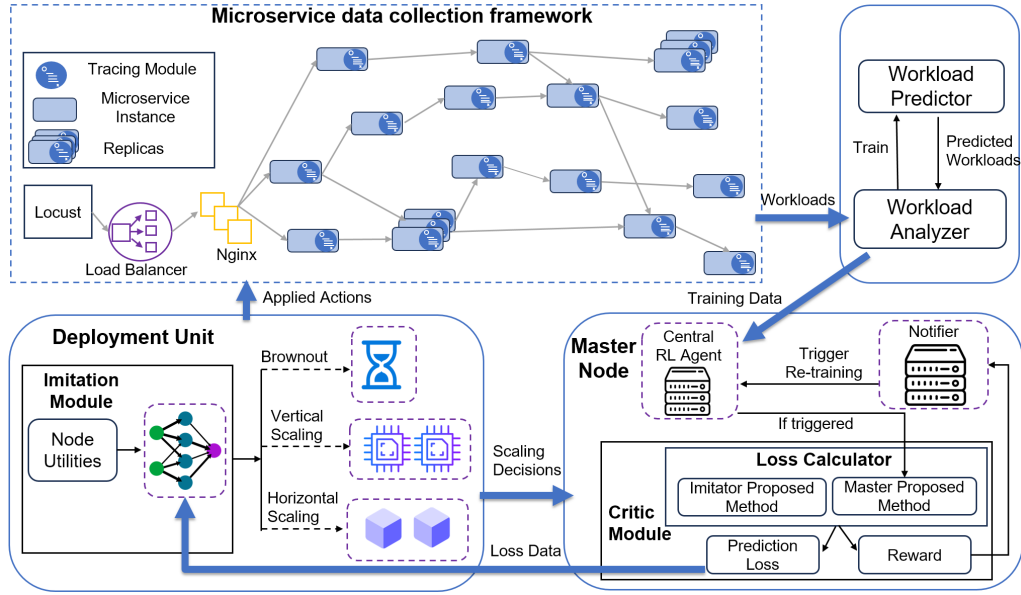 Microservice data collection framework
Tracing Module
Microservice
Instance
Replicas
Locust
Load Balancer
Nginx
Workloads
Workload
Predictor
Train
Predicted
Workloads
Workload
Analyzer
Applied Actions
Training Data
Deployment Unit
Imitation
Module
Node
Utilities
Brownout
Vertical
Scaling
Horizontal
Scaling
Scaling
Decisions
Loss Data
Master
Node
Central
RL Agent
Notifier
Trigger
Re-training
If triggered
Loss Calculator
Imitator Proposed
Method
Master Proposed
Method
Critic
Module
Prediction
Loss
Reward